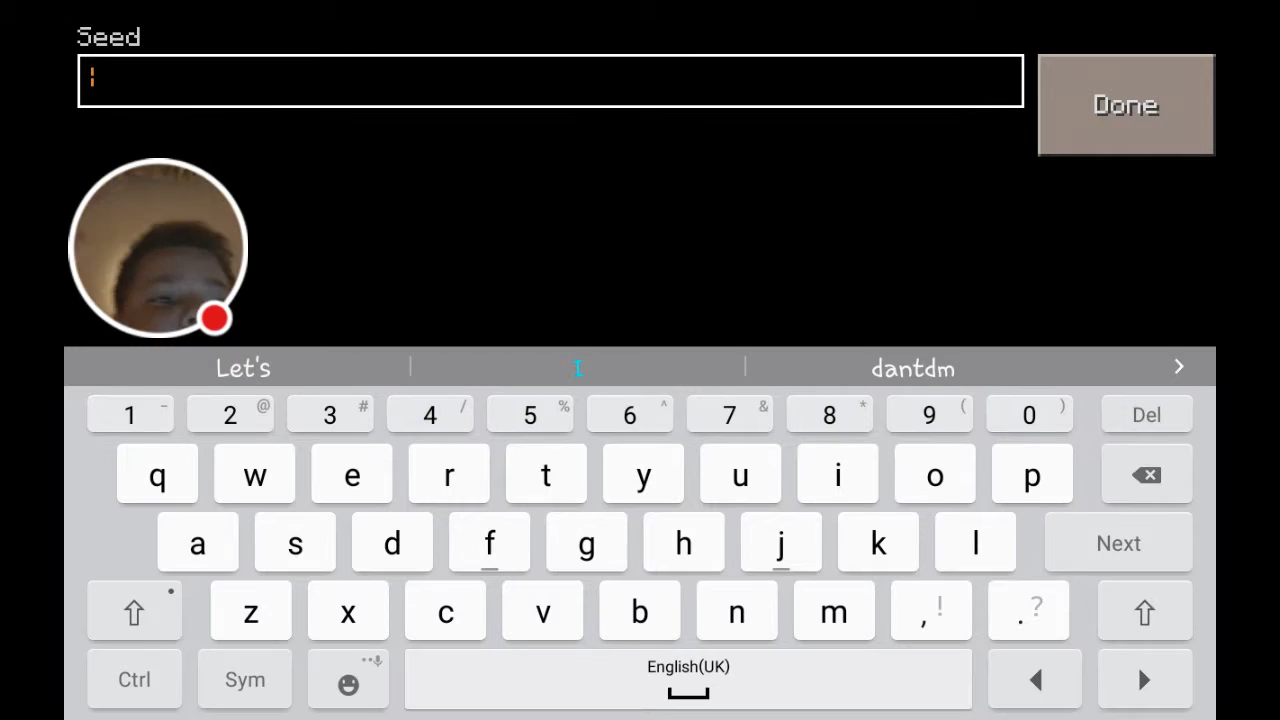 Seed
Done
Let's I dantdm >
1 - 2 @ 3 # 4 / 5 % 6 ^ 7 & 8 * 9 ( 0 ) Del
q w e r t y u i o p
a s d f g h j k l Next
z x c v b n m , ! . ?
Ctrl Sym English(UK)